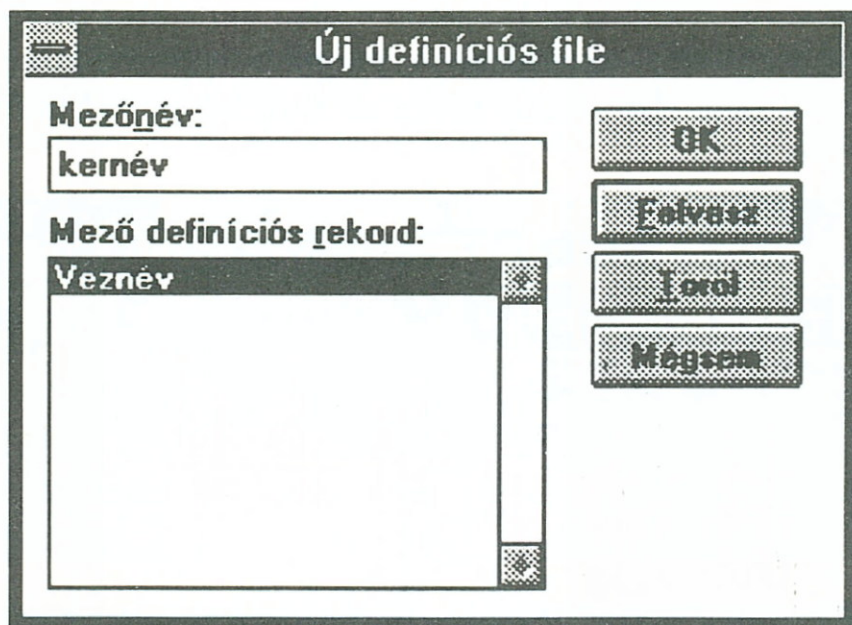 Új definíciós file
Mezőnév:
kernév
Mező definíciós rekord:
Veznév
OK
Felvesz
Töröl
Mégsem